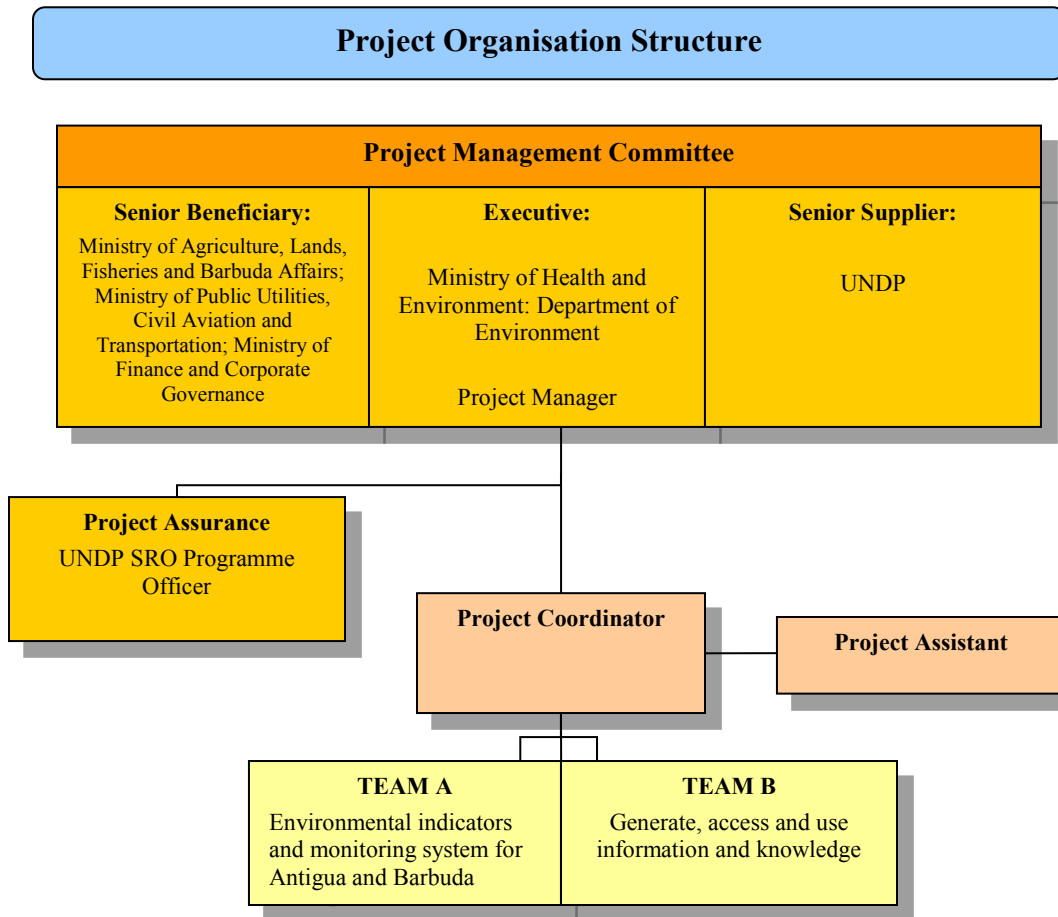 Project Organisation Structure
Project Management Committee
Senior Beneficiary:
Ministry of Agriculture, Lands,
Fisheries and Barbuda Affairs;
Ministry of Public Utilities,
Civil Aviation and
Transportation; Ministry of
Finance and Corporate
Governance
Executive:
Ministry of Health and
Environment: Department of
Environment
Project Manager
Senior Supplier:
UNDP
Project Assurance
UNDP SRO Programme
Officer
Project Coordinator
Project Assistant
TEAM A
Environmental indicators
and monitoring system for
Antigua and Barbuda
TEAM B
Generate, access and use
information and knowledge